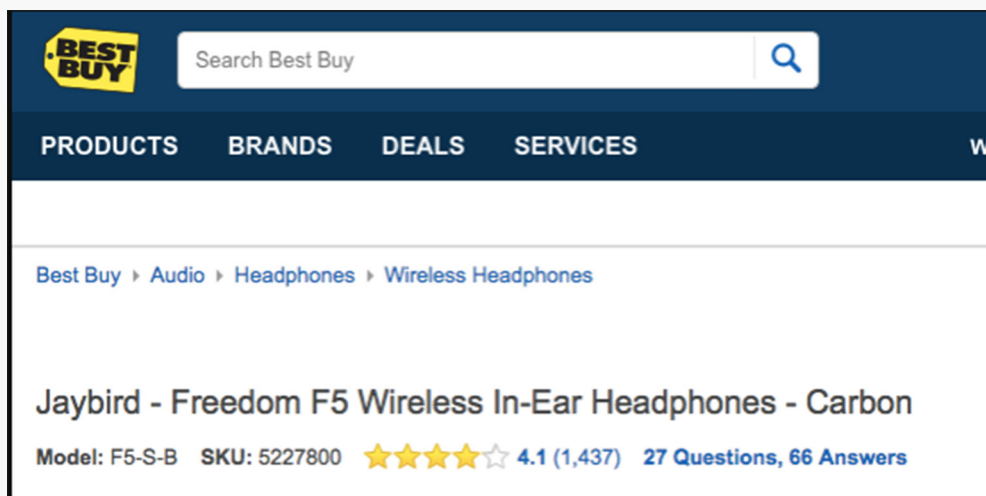 BEST
BUY
Search Best Buy
PRODUCTS BRANDS DEALS SERVICES
Best Buy Audio Headphones Wireless Headphones
Jaybird - Freedom F5 Wireless In-Ear Headphones - Carbon
Model: F5-S-B SKU: 5227800 4.1 (1,437) 27 Questions, 66 Answers